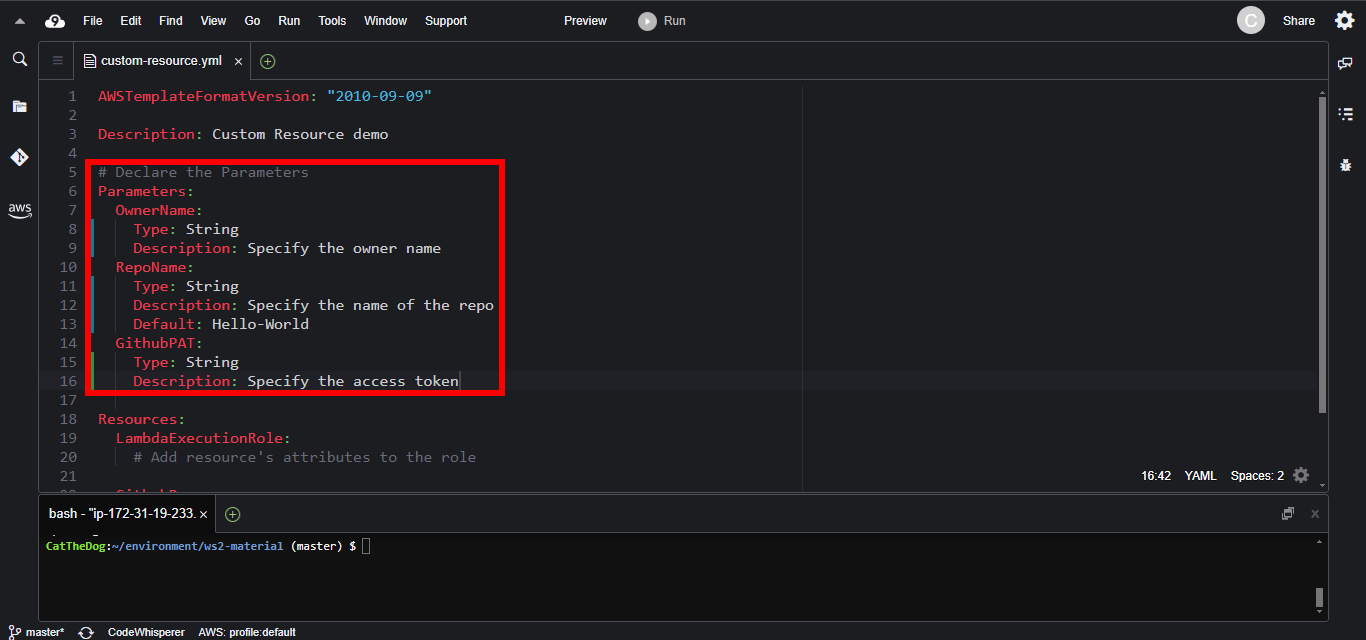 9 File Edit Find View Go Run Tools Window Support Preview Run C Share
custom-resource.yml ×
1 AWSTemplateFormatVersion: "2010-09-09"
2
3 Description: Custom Resource demo
4
5 # Declare the Parameters
6 Parameters:
7 OwnerName:
8 Type: String
9 Description: Specify the owner name
10 RepoName:
11 Type: String
12 Description: Specify the name of the repo
13 Default: Hello-World
14 GithubPAT:
15 Type: String
16 Description: Specify the access token
17
18 Resources:
19 LambdaExecutionRole:
20 # Add resource's attributes to the role
21
aws
16:42 YAML Spaces: 2
bash - "ip-172-31-19-233. ×
CatTheDog:~/environment/ws2-material (master) $
master* CodeWhisperer AWS: profile:default